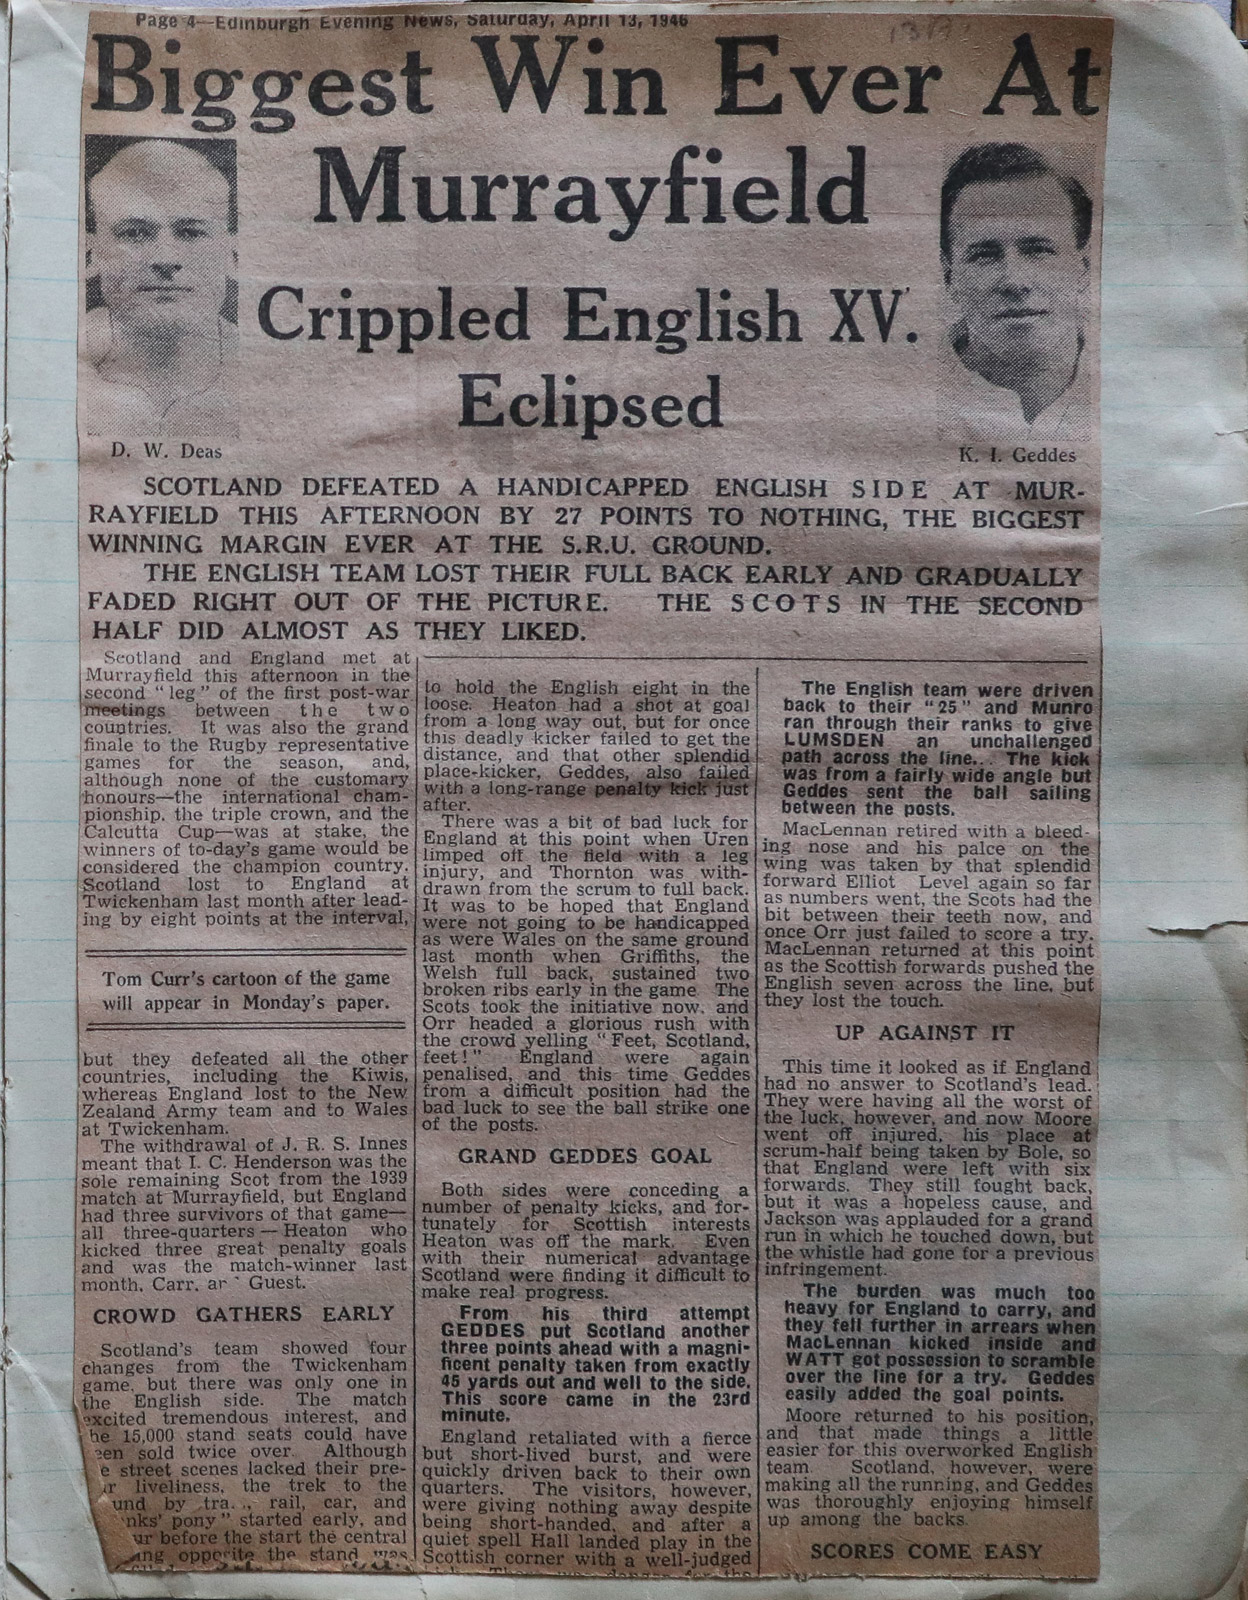 Page 4—Edinburgh Evening News, Saturday, April 13, 1946
Biggest Win Ever At
Murrayfield
Crippled English XV.
Eclipsed
D. W. Deas
K. I. Geddes
SCOTLAND DEFEATED A HANDICAPPED ENGLISH SIDE AT MUR-
RAYFIELD THIS AFTERNOON BY 27 POINTS TO NOTHING, THE BIGGEST
WINNING MARGIN EVER AT THE S.R.U. GROUND.
THE ENGLISH TEAM LOST THEIR FULL BACK EARLY AND GRADUALLY
FADED RIGHT OUT OF THE PICTURE. THE SCOTS IN THE SECOND
HALF DID ALMOST AS THEY LIKED.
Scotland and England met at
Murrayfield this afternoon in the
second "leg" of the first post-war
meetings between the two
countries. It was also the grand
finale to the Rugby representative
games for the season, and,
although none of the customary
honours—the international cham-
pionship, the triple crown, and the
Calcutta Cup—was at stake, the
winners of to-day's game would be
considered the champion country.
Scotland lost to England at
Twickenham last month after lead-
ing by eight points at the interval,
Tom Curr's cartoon of the game
will appear in Monday's paper.
but they defeated all the other
countries, including the Kiwis,
whereas England lost to the New
Zealand Army team and to Wales
at Twickenham.
The withdrawal of J. R. S. Innes
meant that I. C. Henderson was the
sole remaining Scot from the 1939
match at Murrayfield, but England
had three survivors of that game—
all three-quarters—Heaton who
kicked three great penalty goals
and was the match-winner last
month, Carr, ar Guest.
CROWD GATHERS EARLY
Scotland's team showed four
changes from the Twickenham
game, but there was only one in
the English side. The match
excited tremendous interest, and
he 15,000 stand seats could have
een sold twice over. Although
e street scenes lacked their pre-
r liveliness, the trek to the
und by tra.., rail, car, and
nks' pony" started early, and
ur before the start the central
ang opposite the stand was
to hold the English eight in the
loose. Heaton had a shot at goal
from a long way out, but for once
this deadly kicker failed to get the
distance, and that other splendid
place-kicker, Geddes, also failed
with a long-range penalty kick just
after.
There was a bit of bad luck for
England at this point when Uren
limped off the field with a leg
injury, and Thornton was with-
drawn from the scrum to full back.
It was to be hoped that England
were not going to be handicapped
as were Wales on the same ground
last month when Griffiths, the
Welsh full back, sustained two
broken ribs early in the game The
Scots took the initiative now, and
Orr headed a glorious rush with
the crowd yelling "Feet, Scotland,
feet!" England were again
penalised, and this time Geddes
from a difficult position had the
bad luck to see the ball strike one
of the posts.
GRAND GEDDES GOAL
Both sides were conceding a
number of penalty kicks, and for-
tunately for Scottish interests
Heaton was off the mark. Even
with their numerical advantage
Scotland were finding it difficult to
make real progress.
From his third attempt
GEDDES put Scotland another
three points ahead with a magni-
ficent penalty taken from exactly
45 yards out and well to the side.
This score came in the 23rd
minute.
England retaliated with a fierce
but short-lived burst, and were
quickly driven back to their own
quarters. The visitors, however,
were giving nothing away despite
being short-handed, and after a
quiet spell Hall landed play in the
Scottish corner with a well-judged
The English team were driven
back to their "25" and Munro
ran through their ranks to give
LUMSDEN an unchallenged
path across the line... The kick
was from a fairly wide angle but
Geddes sent the ball sailing
between the posts.
MacLennan retired with a bleed-
ing nose and his palce on the
wing was taken by that splendid
forward Elliot Level again so far
as numbers went, the Scots had the
bit between their teeth now, and
once Orr just failed to score a try.
MacLennan returned at this point
as the Scottish forwards pushed the
English seven across the line, but
they lost the touch.
UP AGAINST IT
This time it looked as if England
had no answer to Scotland's lead.
They were having all the worst of
the luck, however, and now Moore
went off injured, his place at
scrum-half being taken by Bole, so
that England were left with six
forwards. They still fought back,
but it was a hopeless cause, and
Jackson was applauded for a grand
run in which he touched down, but
the whistle had gone for a previous
infringement.
The burden was much too
heavy for England to carry, and
they fell further in arrears when
MacLennan kicked inside and
WATT got possession to scramble
over the line for a try. Geddes
easily added the goal points.
Moore returned to his position,
and that made things a little
easier for this overworked English
team. Scotland, however, were
making all the running, and Geddes
was thoroughly enjoying himself
up among the backs.
SCORES COME EASY